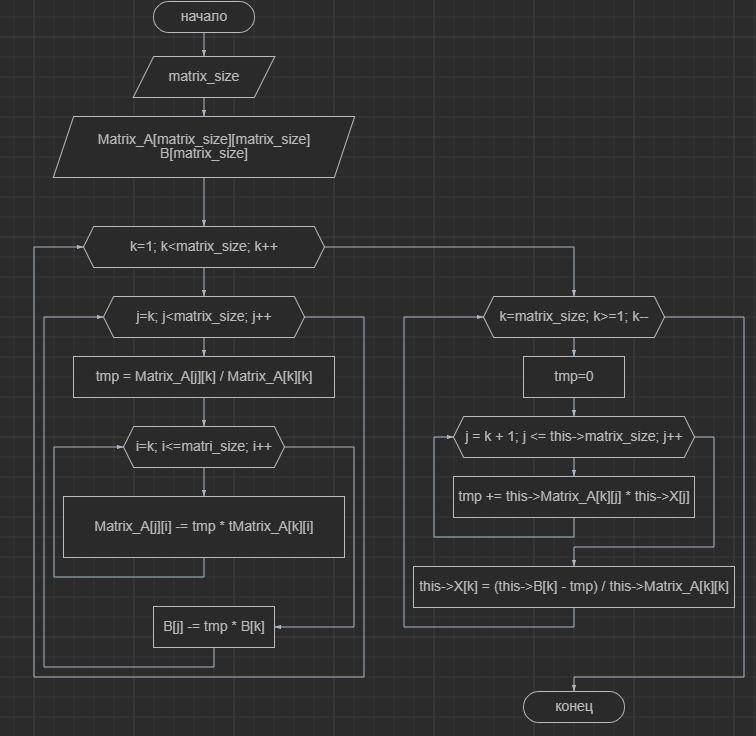 начало
matrix_size
Matrix_A[matrix_size][matrix_size]
B[matrix_size]
k=1; k<matrix_size; k++
j=k; j<matrix_size; j++
tmp = Matrix_A[j][k] / Matrix_A[k][k]
i=k; i<=matri_size; i++
Matrix_A[j][i] -= tmp * tMatrix_A[k][i]
B[j] -= tmp * B[k]
k=matrix_size; k>=1; k--
tmp=0
j = k + 1; j <= this->matrix_size; j++
tmp += this->Matrix_A[k][j] * this->X[j]
this->X[k] = (this->B[k] - tmp) / this->Matrix_A[k][k]
конец